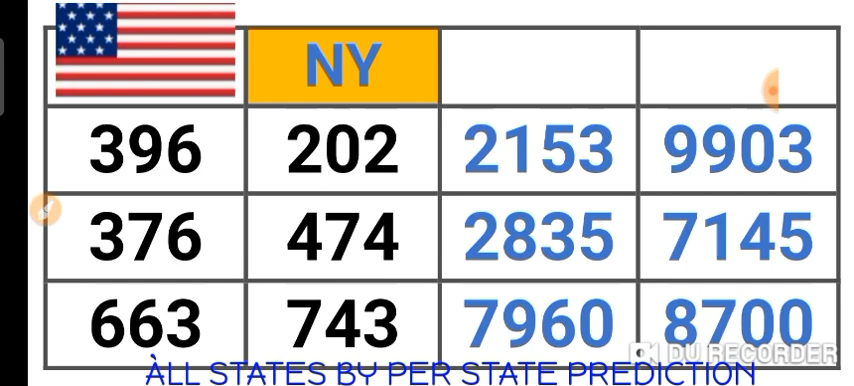 NY
396 202 2153 9903
376 474 2835 7145
663 743 7960 8700
DU RECORDER
ÀLL STATES BY PER STATE PREDICTION